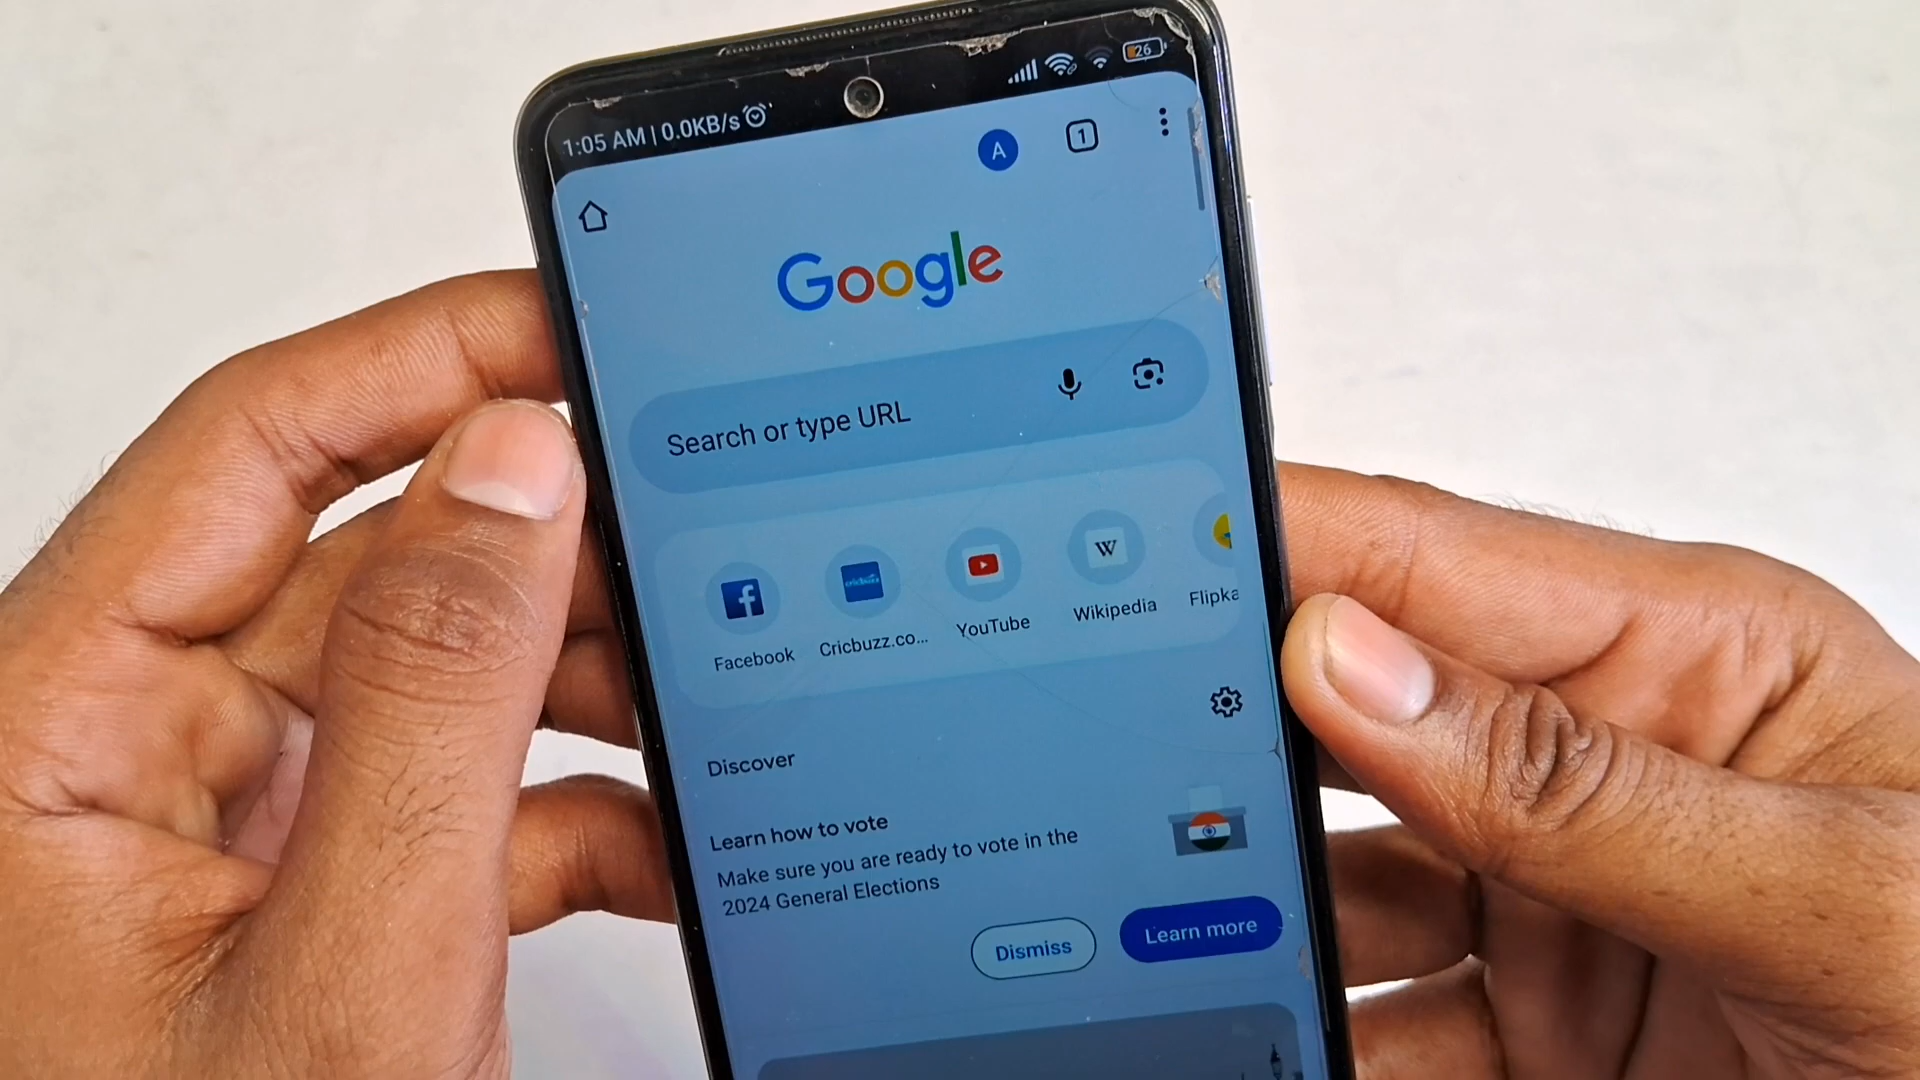 1:05 AM | 0.0KB/s
26
A
1
Google
Search or type URL
Facebook
Cricbuzz.co...
YouTube
W
Wikipedia
Flipka
Discover
Learn how to vote
Make sure you are ready to vote in the
2024 General Elections
Dismiss
Learn more